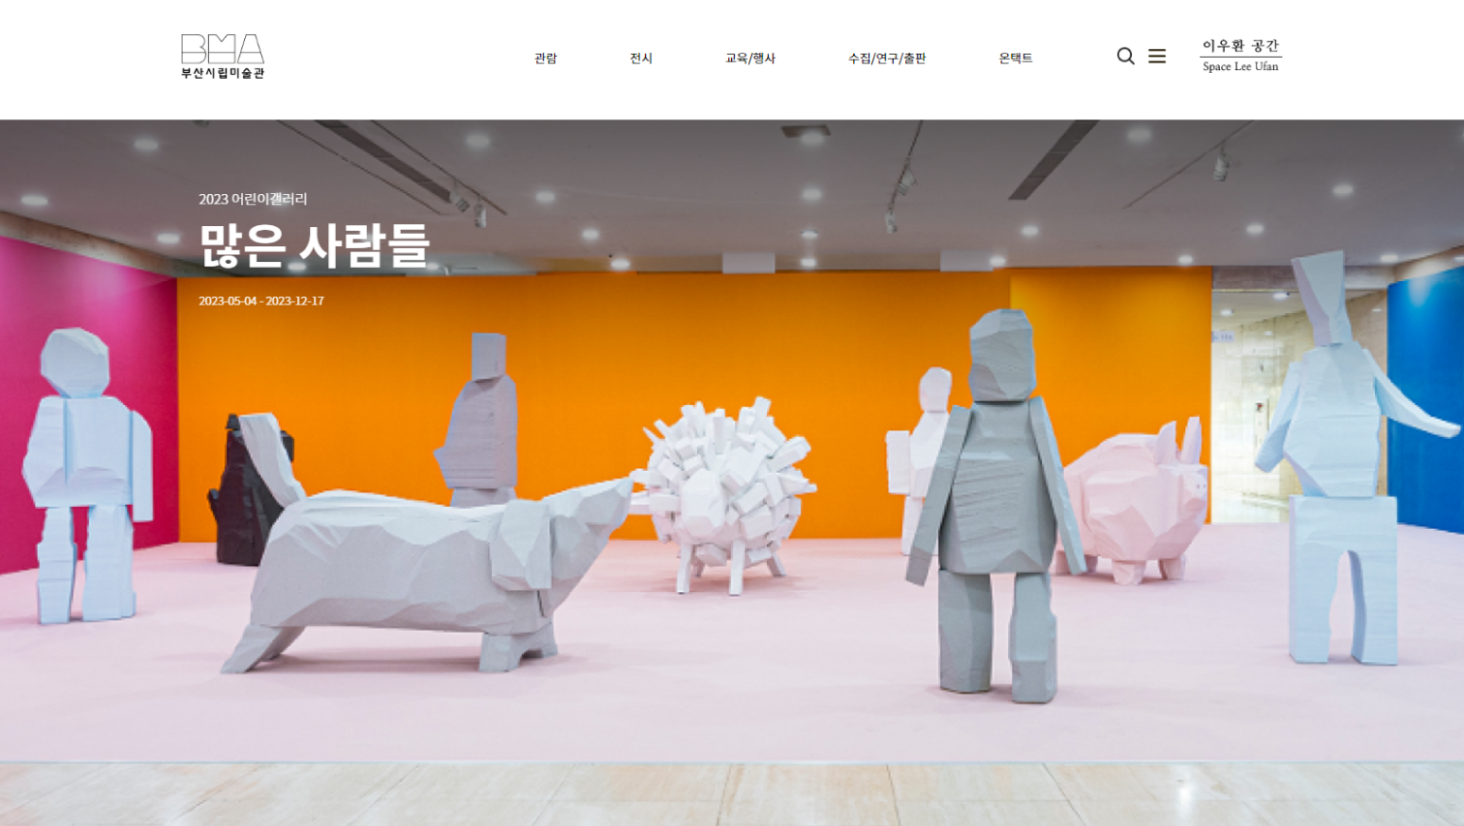 BMA
부산시립미술관
관람
전시
교육/행사
수집/연구/출판
온택트
이우환 공간
Space Lee Ufan
2023 어린이갤러리
많은 사람들
2023-05-04 - 2023-12-17